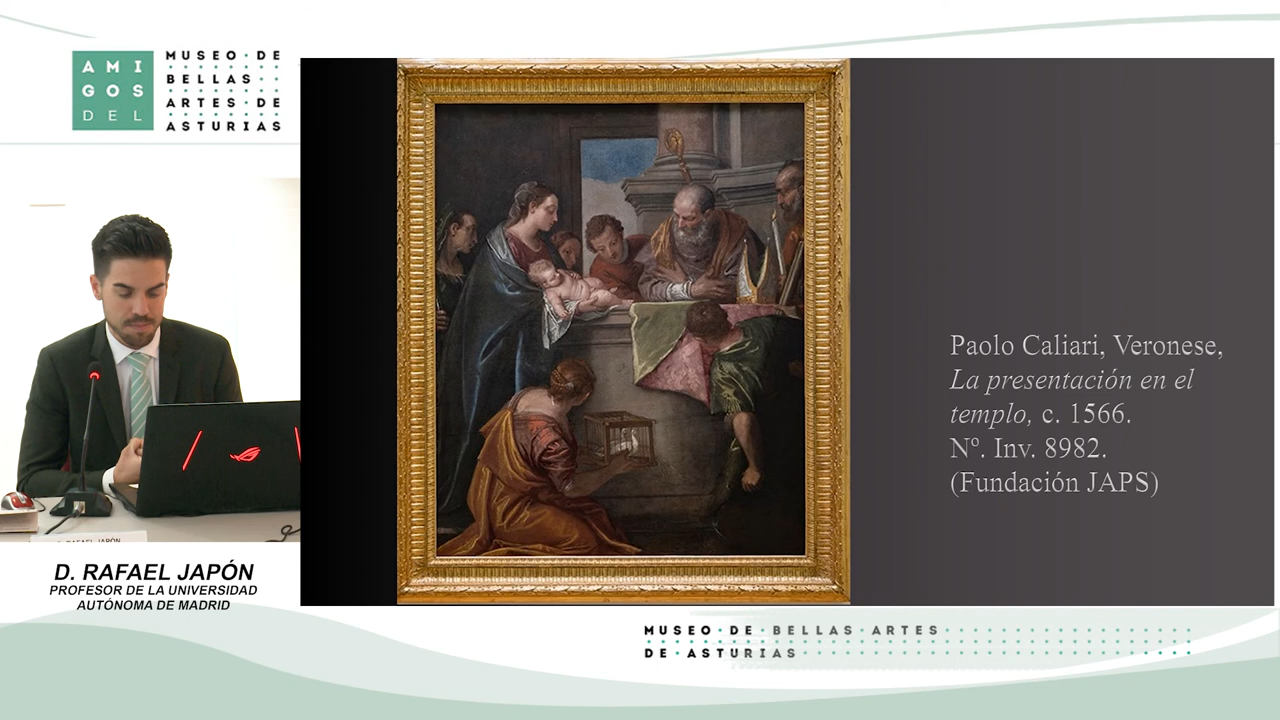 AMI
GOS
DEL
MUSEO DE
BELLAS
ARTES DE
ASTURIAS
Paolo Caliari, Veronese,
La presentación en el
templo, c. 1566.
Nº. Inv. 8982.
(Fundación JAPS)
D. RAFAEL JAPÓN
D. RAFAEL JAPÓN
PROFESOR DE LA UNIVERSIDAD
AUTÓNOMA DE MADRID
MUSEO DE BELLAS ARTES
DE ASTURIAS